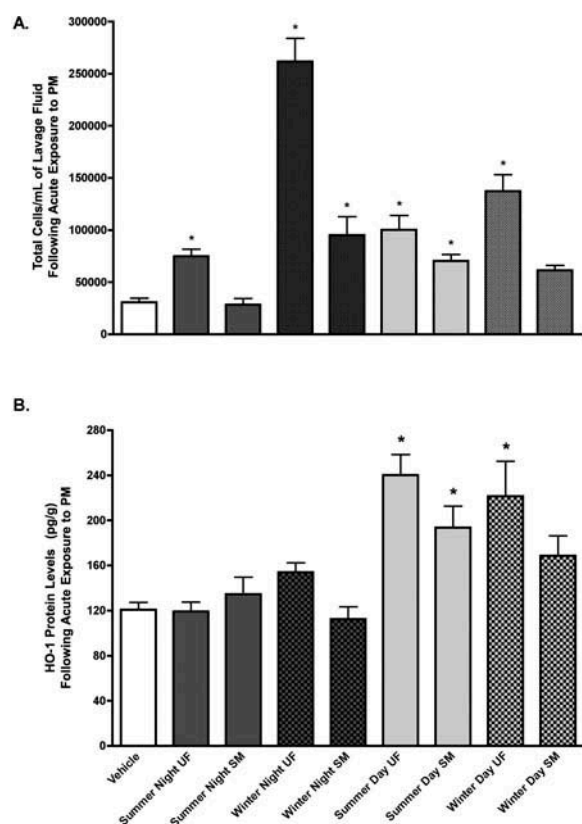 A.
Total Cells/mL of Lavage Fluid
Following Acute Exposure to PM
300000
250000
200000
150000
100000
50000
0
*
*
*
*
*
*
B.
HO-1 Protein Levels (pg/g)
Following Acute Exposure to PM
280
240
200
160
120
80
40
0
*
*
*
Vehicle
Summer Night UF
Summer Night SM
Winter Night UF
Winter Night SM
Summer Day UF
Summer Day SM
Winter Day UF
Winter Day SM